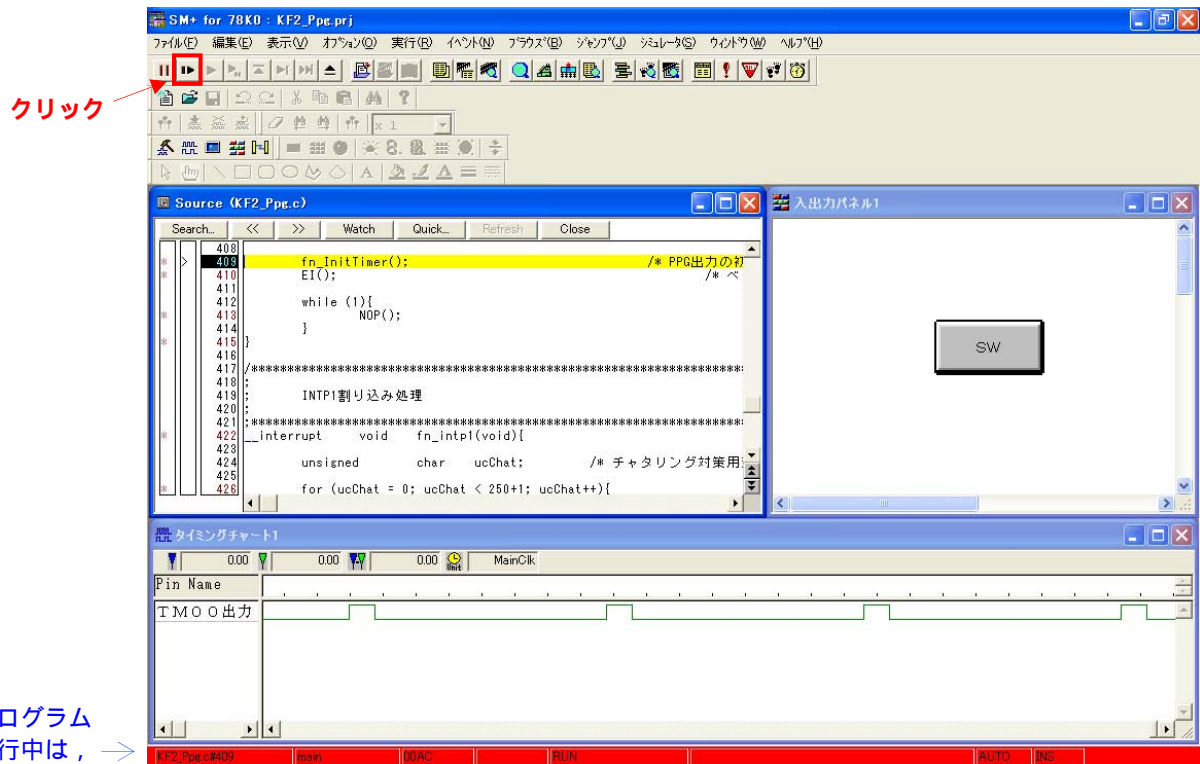 SM+ for 78K0 : KF2_Ppg.prj
ファイル(F) 編集(E) 表示(V) オプション(O) 実行(R) イベント(N) ブラウズ(B) ジャンプ(J) シミュレータ(S) ウィンドウ(W) ヘルプ(H)
クリック
x 1
Source (KF2_Ppg.c)
Search... << >> Watch Quick... Refresh Close
408
409 fn_InitTimer(); /* PPG出力の初
410 EI(); /* ベ
411
412 while (1){
413 NOP();
414 }
415 }
416
417 /******************************************************************
418 ;
419 ; INTP1割り込み処理
420 ;
421 ;******************************************************************
422 __interrupt void fn_intp1(void){
423
424 unsigned char ucChat; /* チャタリング対策用
425
426 for (ucChat = 0; ucChat < 250+1; ucChat++){
入出力パネル1
SW
タイミングチャート1
0.00 0.00 0.00 Unit MainClk
Pin Name
TM00出力
ログラム
行中は，
KF2_Ppg.c#409 main 00AC RUN AUTO INS